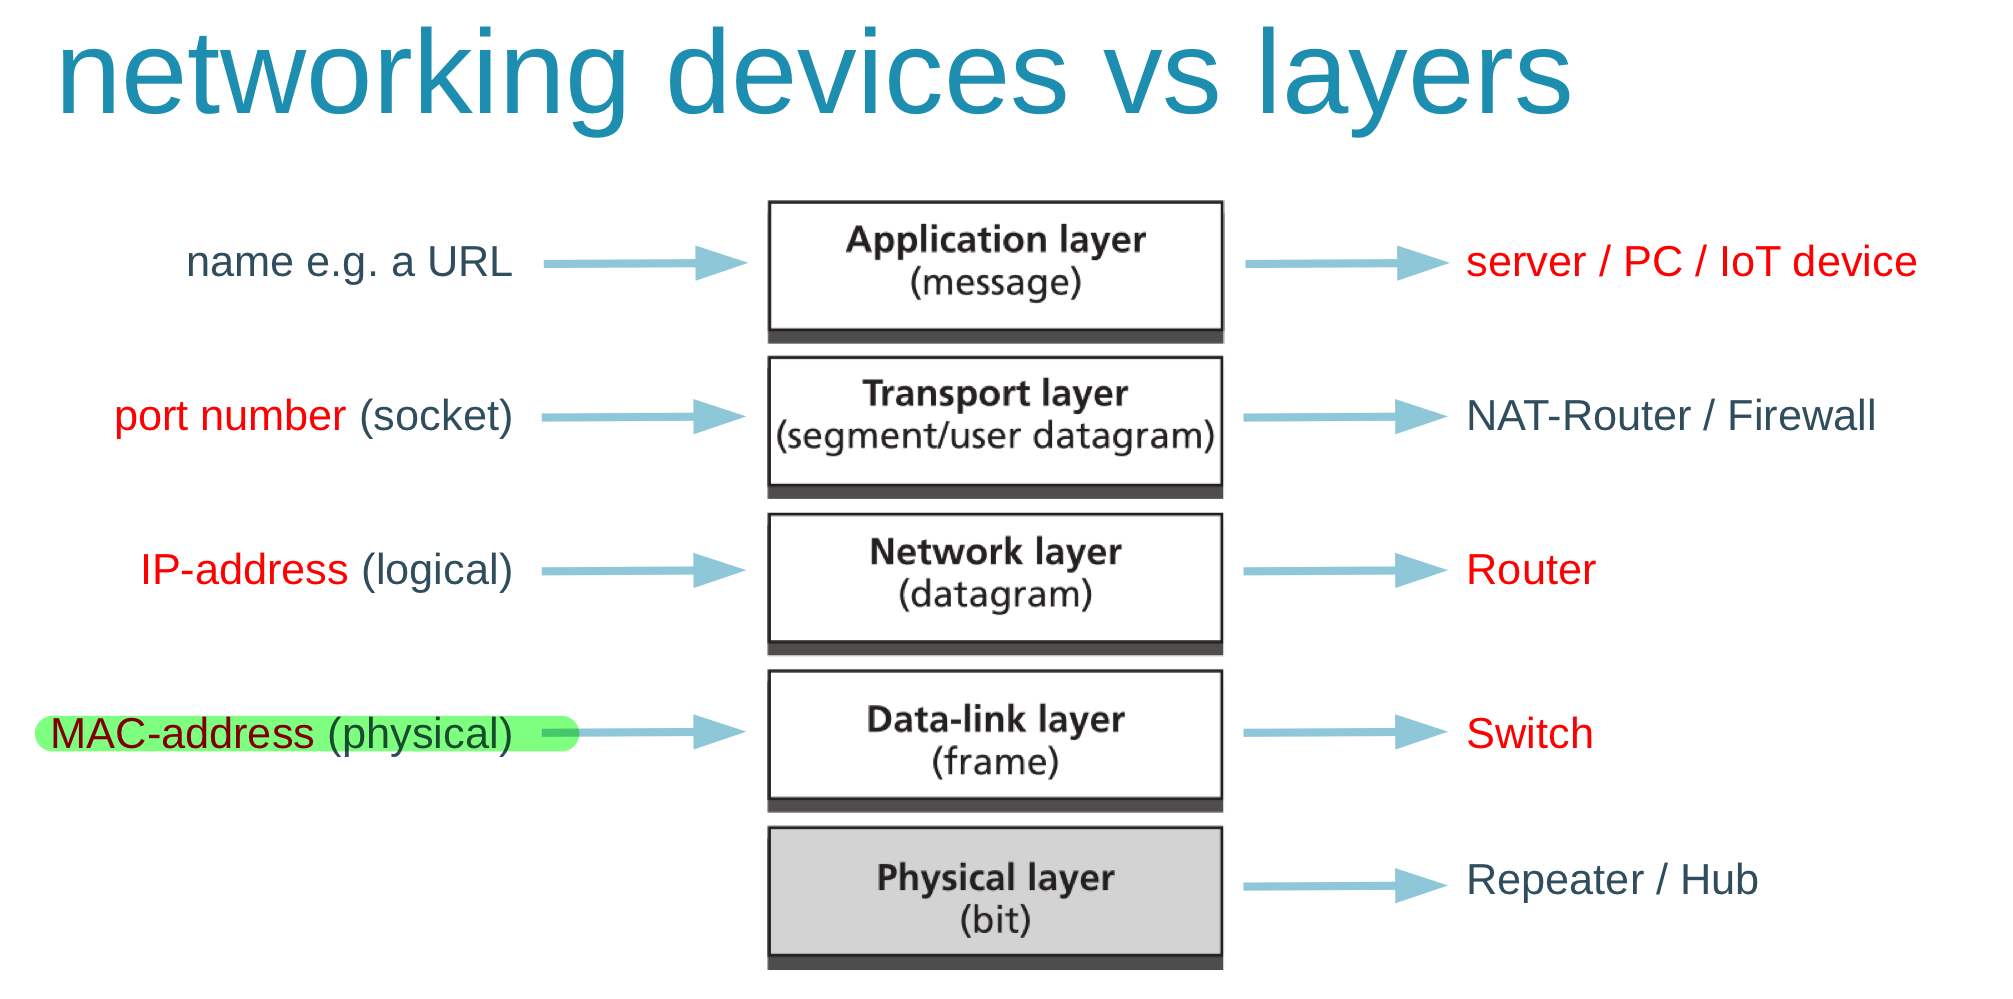 networking devices vs layers
name e.g. a URL
Application layer
(message)
server / PC / IoT device
port number (socket)
Transport layer
(segment/user datagram)
NAT-Router / Firewall
IP-address (logical)
Network layer
(datagram)
Router
MAC-address (physical)
Data-link layer
(frame)
Switch
Physical layer
(bit)
Repeater / Hub